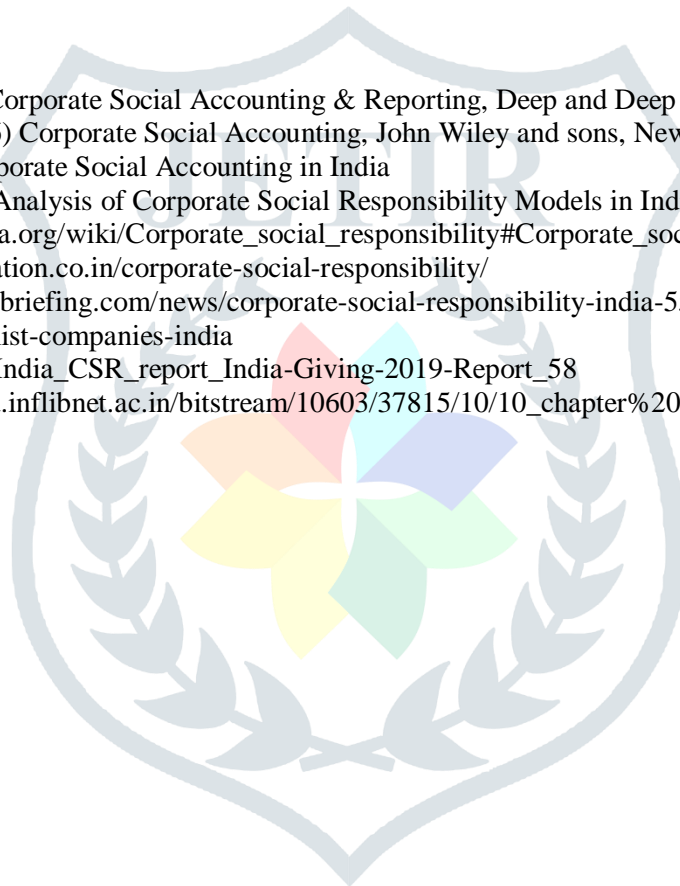 Corporate Social Accounting & Reporting, Deep and Deep
) Corporate Social Accounting, John Wiley and sons, New
porate Social Accounting in India
Analysis of Corporate Social Responsibility Models in Ind
a.org/wiki/Corporate_social_responsibility#Corporate_soc
ation.co.in/corporate-social-responsibility/
briefing.com/news/corporate-social-responsibility-india-5
list-companies-india
India_CSR_report_India-Giving-2019-Report_58
.inflibnet.ac.in/bitstream/10603/37815/10/10_chapter%20
JETIR